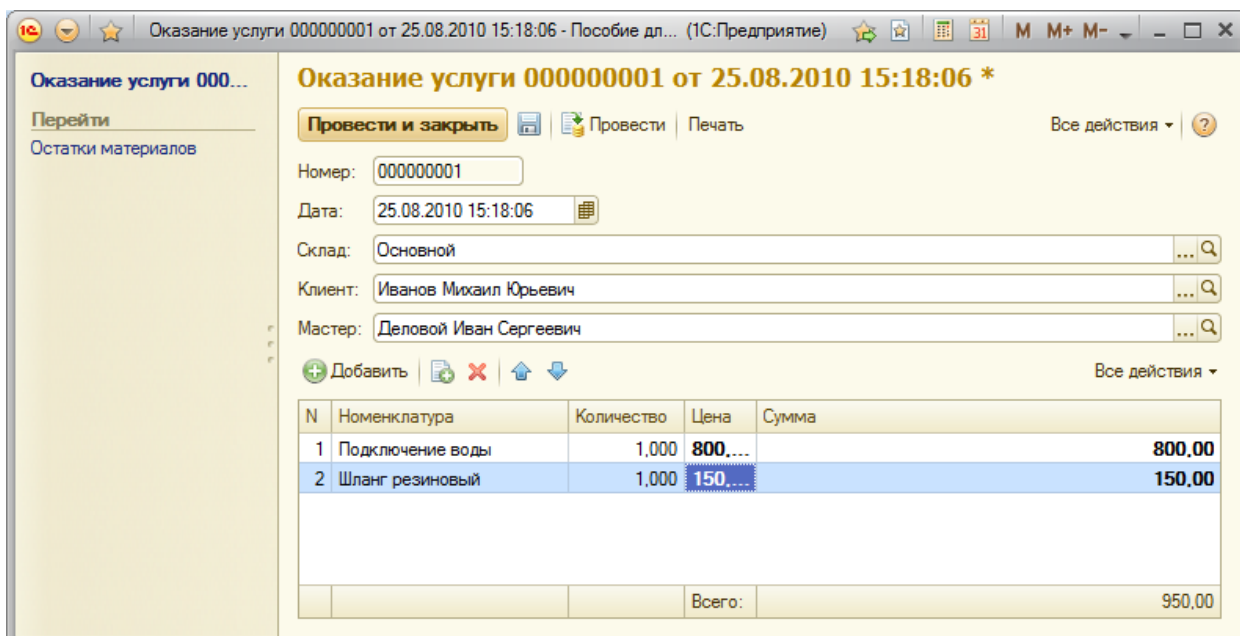 Оказание услуги 000000001 от 25.08.2010 15:18:06 - Пособие дл... (1С:Предприятие) 31 M M+ M-
Оказание услуги 000...
Перейти
Остатки материалов
Оказание услуги 000000001 от 25.08.2010 15:18:06 *
Провести и закрыть Провести Печать Все действия
Номер: 000000001
Дата: 25.08.2010 15:18:06
Склад: Основной ...
Клиент: Иванов Михаил Юрьевич ...
Мастер: Деловой Иван Сергеевич ...
Добавить Все действия
N Номенклатура Количество Цена Сумма
1 Подключение воды 1,000 800,... 800,00
2 Шланг резиновый 1,000 150,... 150,00
Всего: 950,00